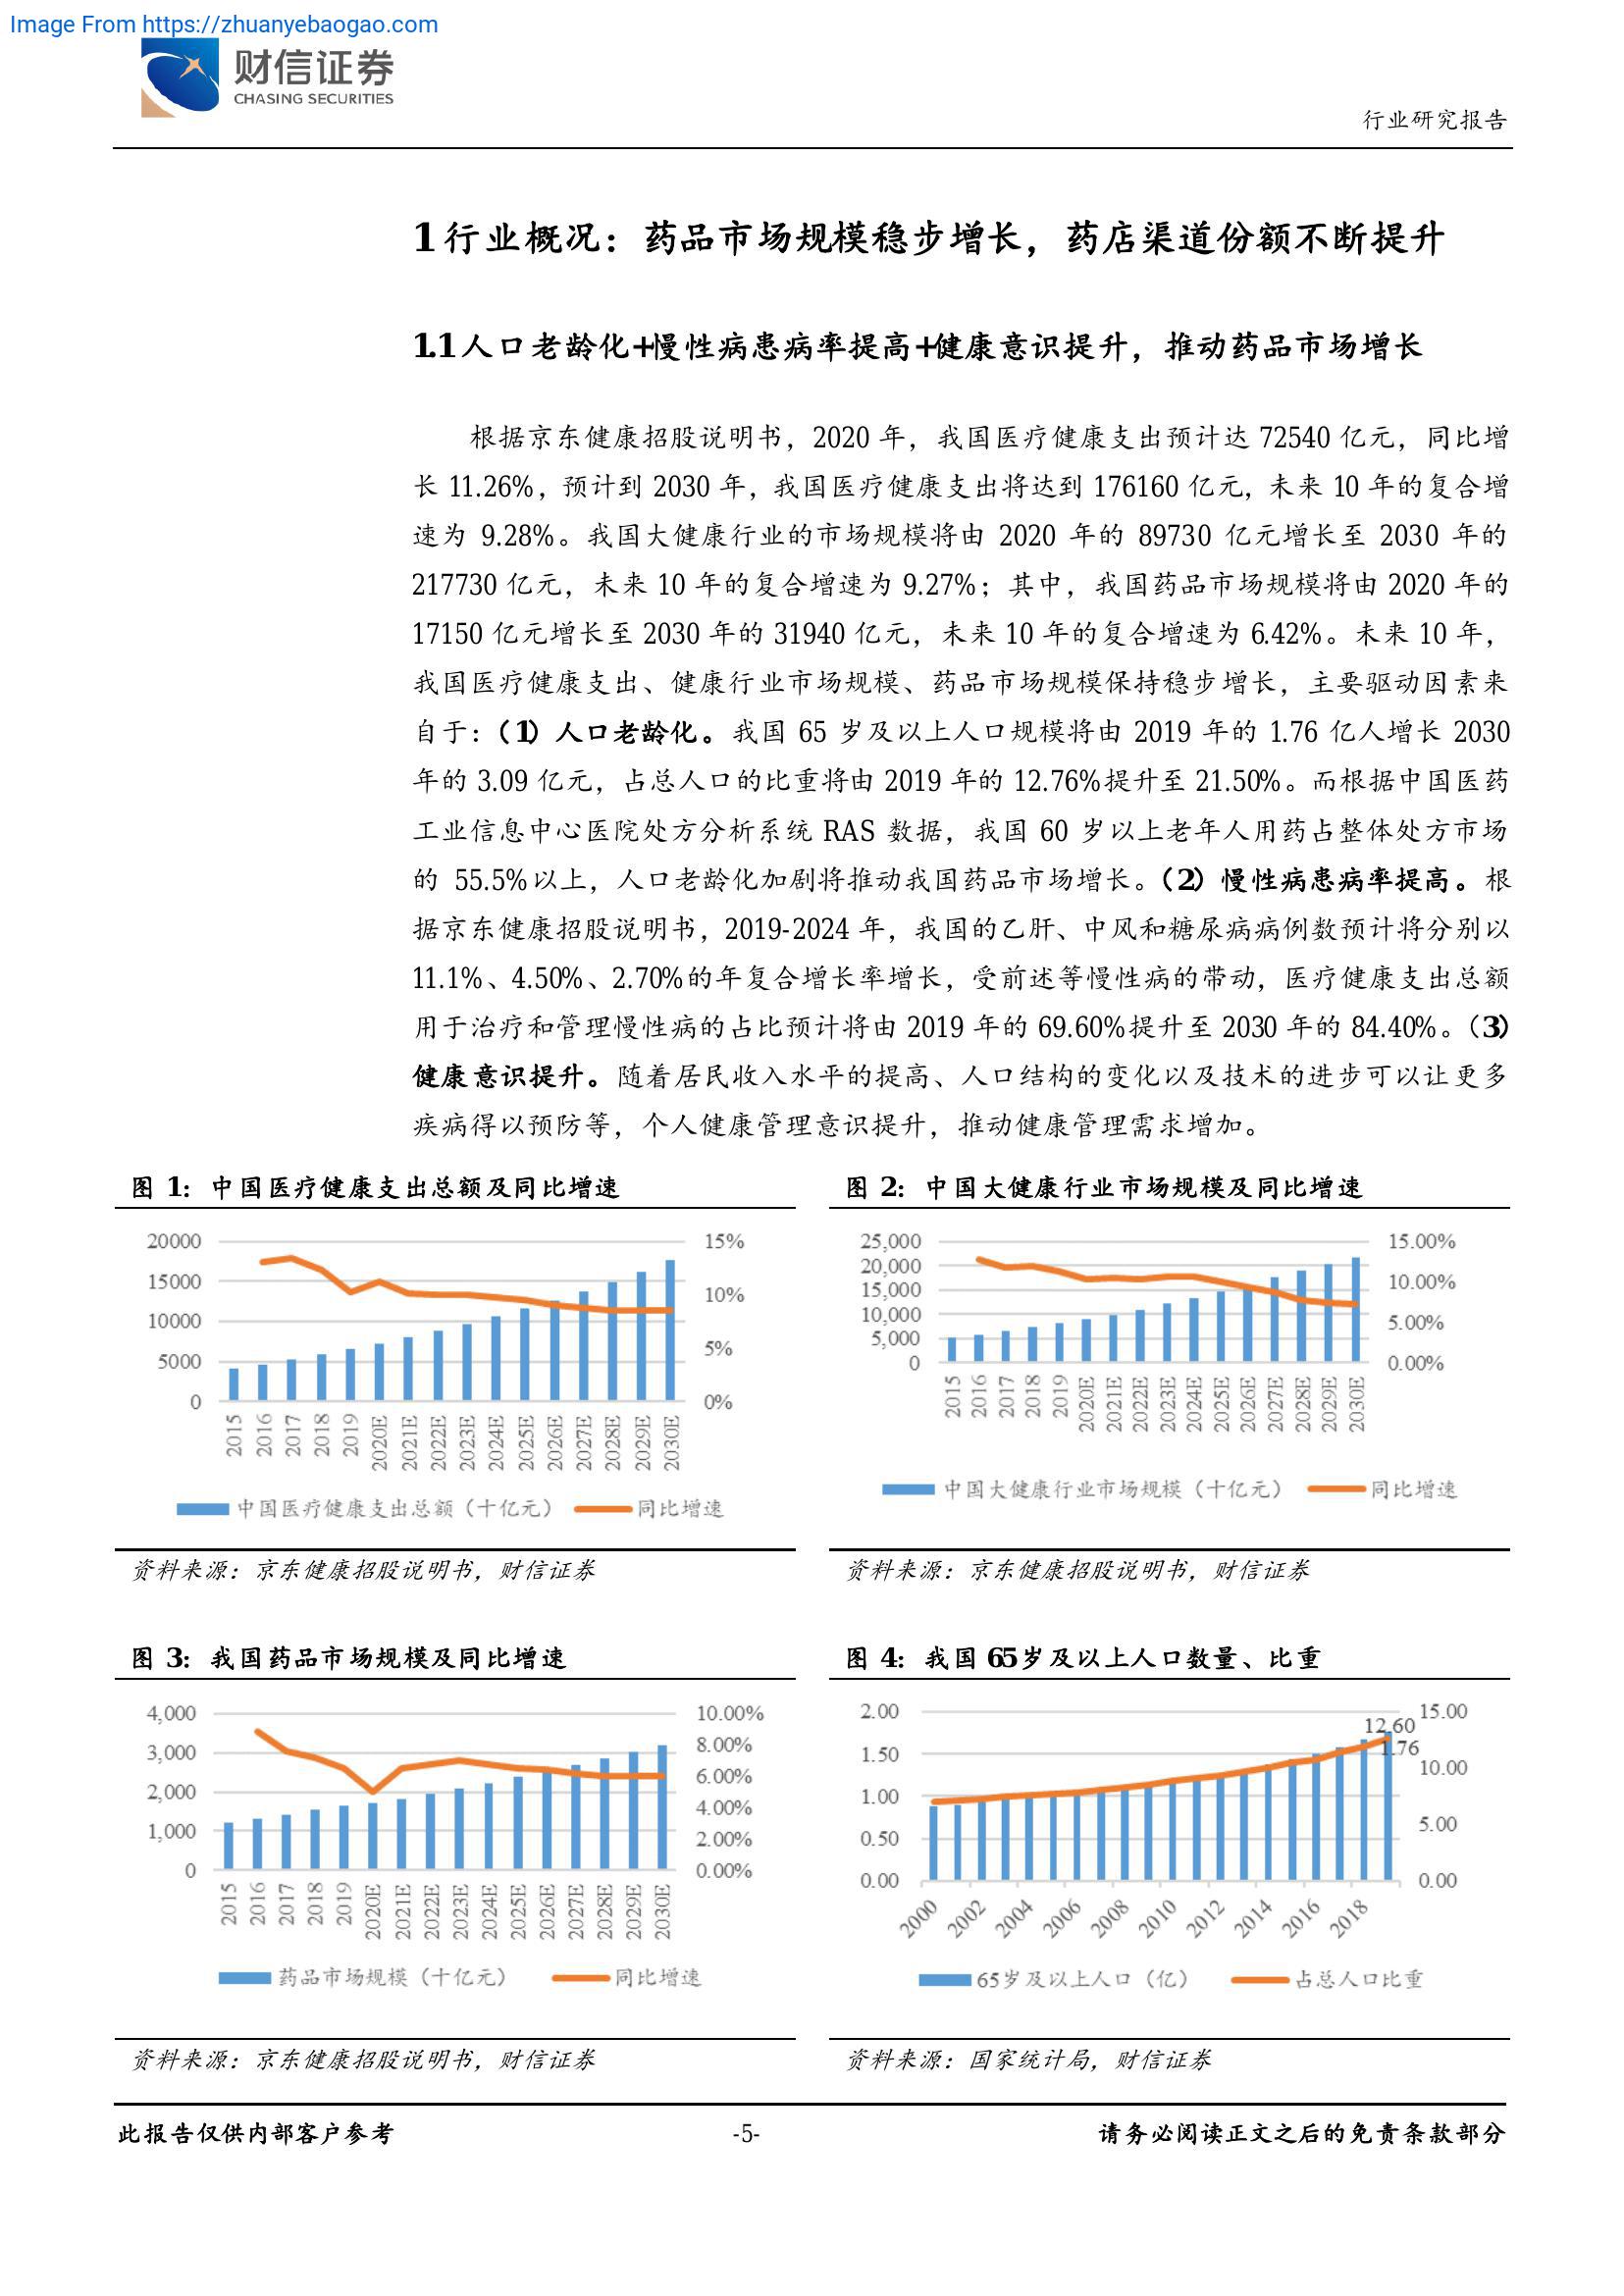 Image From https://zhuanyebaogao.com
财信证券
CHASING SECURITIES
行业研究报告
1 行业概况：药品市场规模稳步增长，药店渠道份额不断提升
1.1 人口老龄化+慢性病患病率提高+健康意识提升，推动药品市场增长
根据京东健康招股说明书，2020 年，我国医疗健康支出预计达 72540 亿元，同比增
长 11.26%，预计到 2030 年，我国医疗健康支出将达到 176160 亿元，未来 10 年的复合增
速为 9.28%。我国大健康行业的市场规模将由 2020 年的 89730 亿元增长至 2030 年的
217730 亿元，未来 10 年的复合增速为 9.27%；其中，我国药品市场规模将由 2020 年的
17150 亿元增长至 2030 年的 31940 亿元，未来 10 年的复合增速为 6.42%。未来 10 年，
我国医疗健康支出、健康行业市场规模、药品市场规模保持稳步增长，主要驱动因素来
自于：（1）人口老龄化。我国 65 岁及以上人口规模将由 2019 年的 1.76 亿人增长 2030
年的 3.09 亿元，占总人口的比重将由 2019 年的 12.76%提升至 21.50%。而根据中国医药
工业信息中心医院处方分析系统 RAS 数据，我国 60 岁以上老年人用药占整体处方市场
的 55.5%以上，人口老龄化加剧将推动我国药品市场增长。（2）慢性病患病率提高。根
据京东健康招股说明书，2019-2024 年，我国的乙肝、中风和糖尿病病例数预计将分别以
11.1%、4.50%、2.70%的年复合增长率增长，受前述等慢性病的带动，医疗健康支出总额
用于治疗和管理慢性病的占比预计将由 2019 年的 69.60%提升至 2030 年的 84.40%。（3）
健康意识提升。随着居民收入水平的提高、人口结构的变化以及技术的进步可以让更多
疾病得以预防等，个人健康管理意识提升，推动健康管理需求增加。
图 1：中国医疗健康支出总额及同比增速
20000
15000
10000
5000
0
15%
10%
5%
0%
2015
2016
2017
2018
2019
2020E
2021E
2022E
2023E
2024E
2025E
2026E
2027E
2028E
2029E
2030E
中国医疗健康支出总额（十亿元） 同比增速
资料来源：京东健康招股说明书，财信证券
图 2：中国大健康行业市场规模及同比增速
25,000
20,000
15,000
10,000
5,000
0
15.00%
10.00%
5.00%
0.00%
2015
2016
2017
2018
2019
2020E
2021E
2022E
2023E
2024E
2025E
2026E
2027E
2028E
2029E
2030E
中国大健康行业市场规模（十亿元） 同比增速
资料来源：京东健康招股说明书，财信证券
图 3：我国药品市场规模及同比增速
4,000
3,000
2,000
1,000
0
10.00%
8.00%
6.00%
4.00%
2.00%
0.00%
2015
2016
2017
2018
2019
2020E
2021E
2022E
2023E
2024E
2025E
2026E
2027E
2028E
2029E
2030E
药品市场规模（十亿元） 同比增速
资料来源：京东健康招股说明书，财信证券
图 4：我国 65岁及以上人口数量、比重
2.00
1.50
1.00
0.50
0.00
12.60
1.76
15.00
10.00
5.00
0.00
2000
2002
2004
2006
2008
2010
2012
2014
2016
2018
65岁及以上人口（亿） 占总人口比重
资料来源：国家统计局，财信证券
此报告仅供内部客户参考
-5-
请务必阅读正文之后的免责条款部分